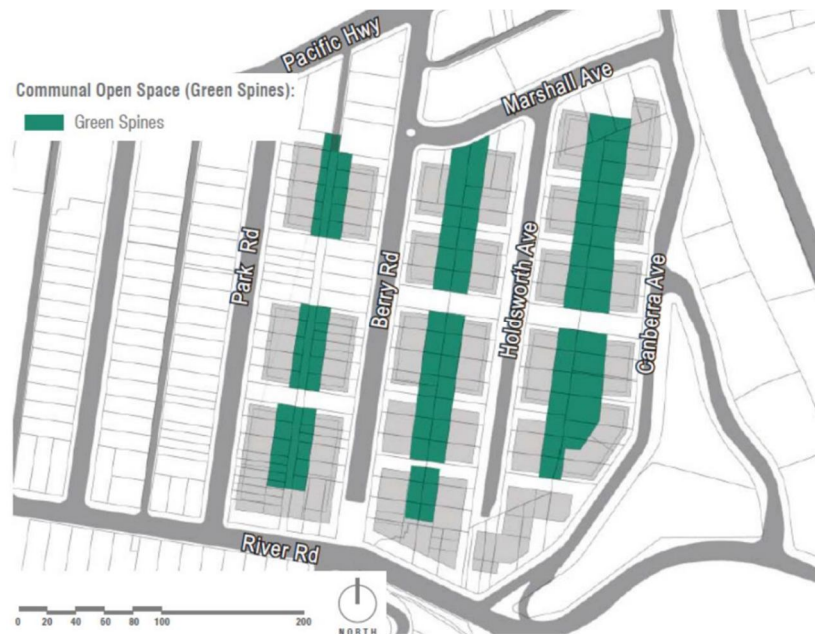 Pacific Hwy
Communal Open Space (Green Spines):
Green Spines
Marshall Ave
Park Rd
Berry Rd
Holdsworth Ave
Canberra Ave
River Rd
0 20 40 60 80 100 200
NORTH